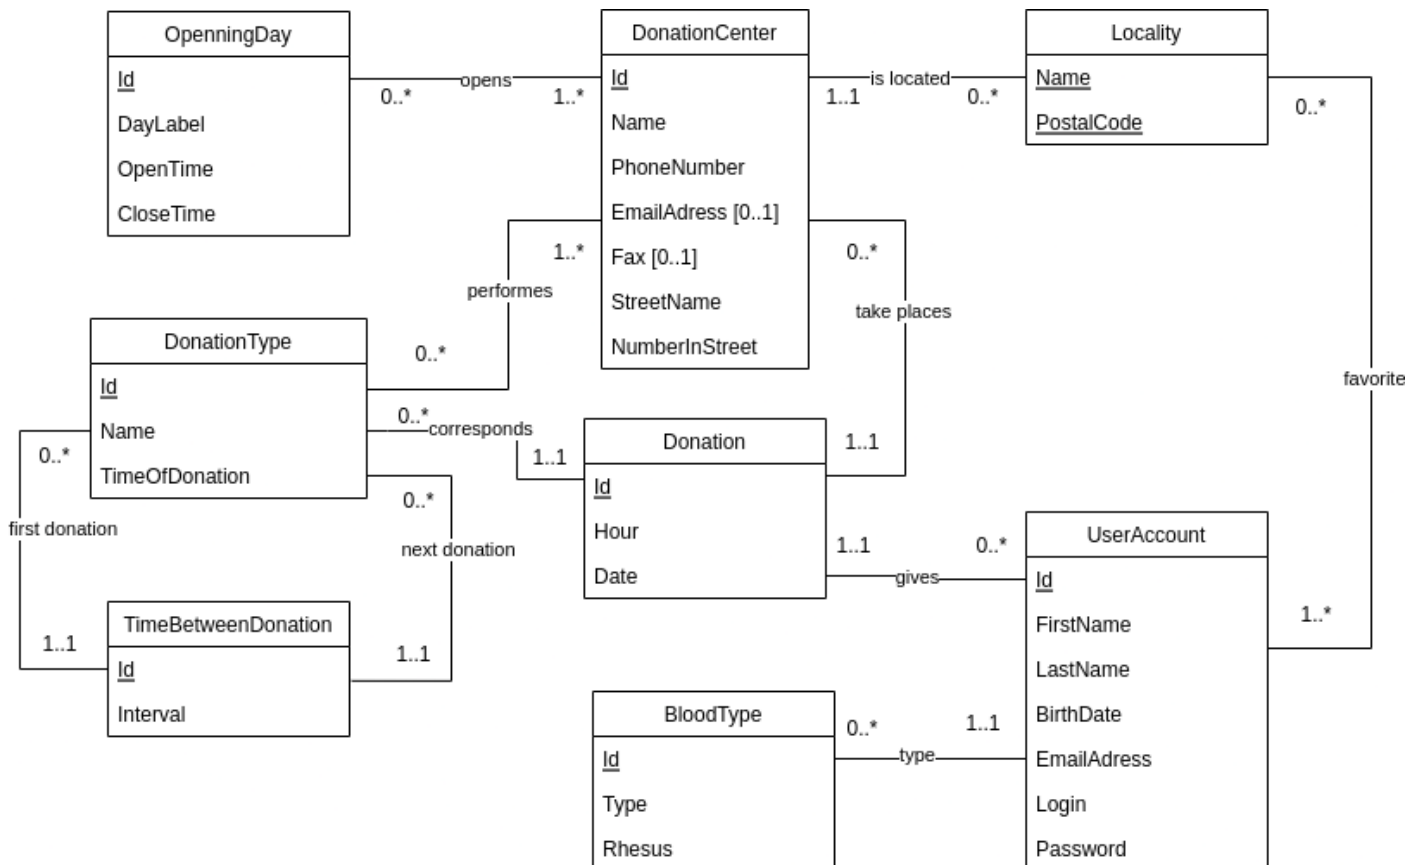 OpenningDay
Id
DayLabel
OpenTime
CloseTime
opens
0..*
1..*
DonationCenter
Id
Name
PhoneNumber
EmailAdress [0..1]
Fax [0..1]
StreetName
NumberInStreet
is located
1..1
0..*
Locality
Name
PostalCode
0..*
favorite
1..*
1..*
performes
0..*
0..*
take places
1..1
DonationType
Id
Name
TimeOfDonation
0..*
corresponds
1..1
0..*
first donation
1..1
0..*
next donation
1..1
Donation
Id
Hour
Date
1..1
0..*
gives
TimeBetweenDonation
Id
Interval
UserAccount
Id
FirstName
LastName
BirthDate
EmailAdress
Login
Password
BloodType
Id
Type
Rhesus
0..*
1..1
type